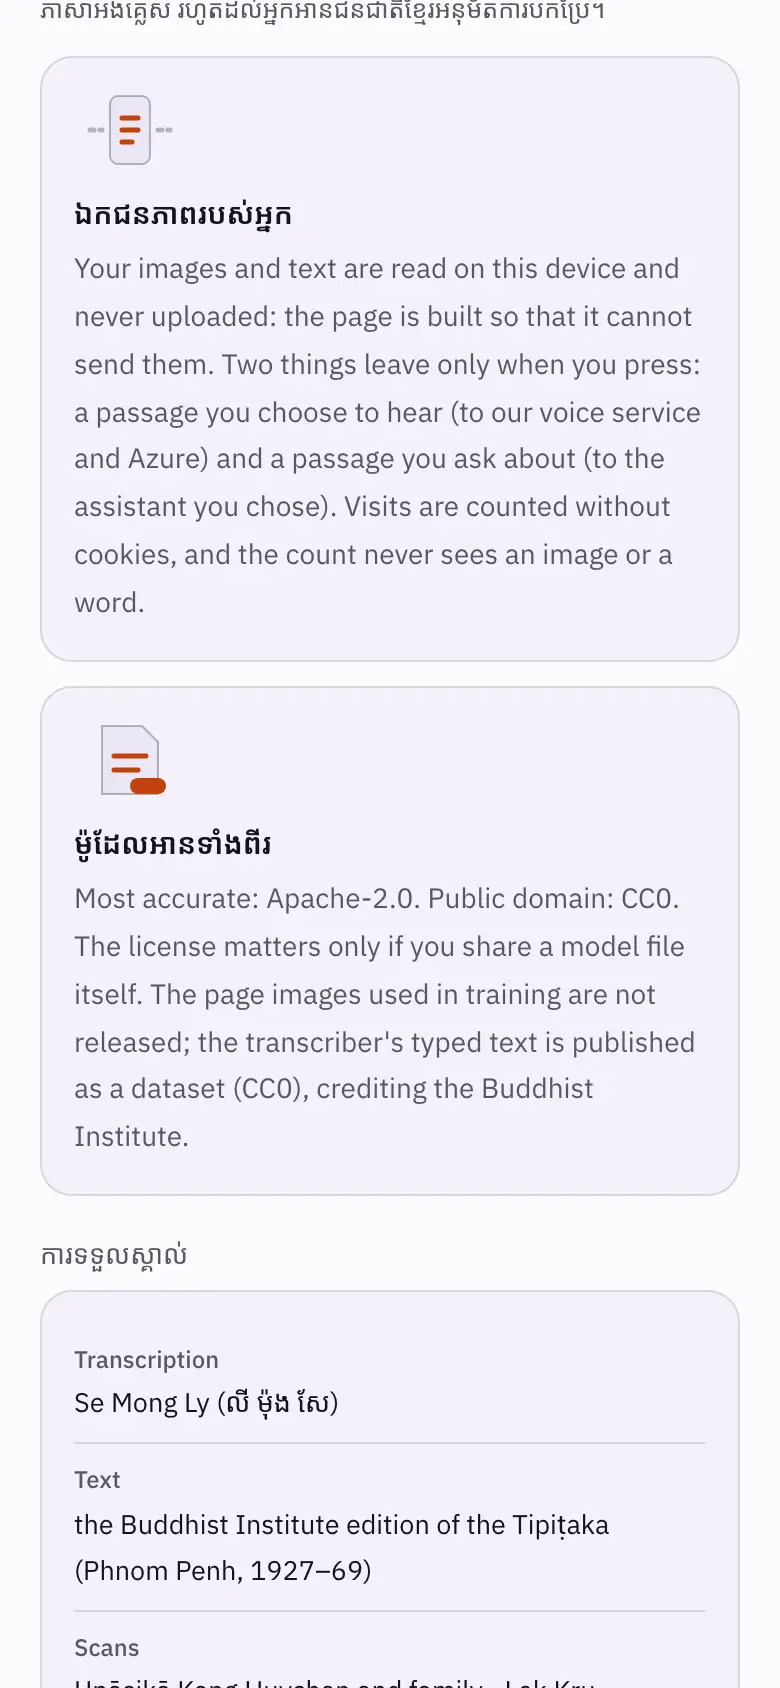 ភាសាអង់គ្លេស រហូតដល់អ្នកអានជនជាតិខ្មែរអនុម័តការបកប្រែ។
ឯកជនភាពរបស់អ្នក
Your images and text are read on this device and
never uploaded: the page is built so that it cannot
send them. Two things leave only when you press:
a passage you choose to hear (to our voice service
and Azure) and a passage you ask about (to the
assistant you chose). Visits are counted without
cookies, and the count never sees an image or a
word.
ម៉ូដែលអានទាំងពីរ
Most accurate: Apache-2.0. Public domain: CC0.
The license matters only if you share a model file
itself. The page images used in training are not
released; the transcriber's typed text is published
as a dataset (CC0), crediting the Buddhist
Institute.
ការទទួលស្គាល់
Transcription
Se Mong Ly (លី ម៉ុង សែ)
Text
the Buddhist Institute edition of the Tipiṭaka
(Phnom Penh, 1927–69)
Scans
Upāsikā Kong Huychan and family · Lok Kru